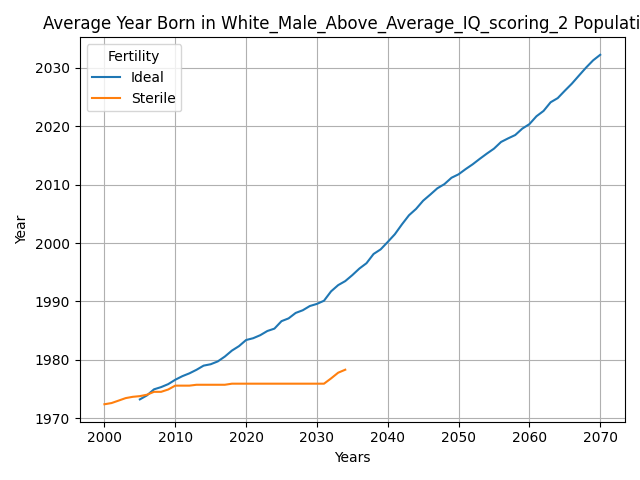 Average Year Born in White_Male_Above_Average_IQ_scoring_2 Populati
Fertility
Ideal
Sterile
Year
2030
2020
2010
2000
1990
1980
1970
2000 2010 2020 2030 2040 2050 2060 2070
Years